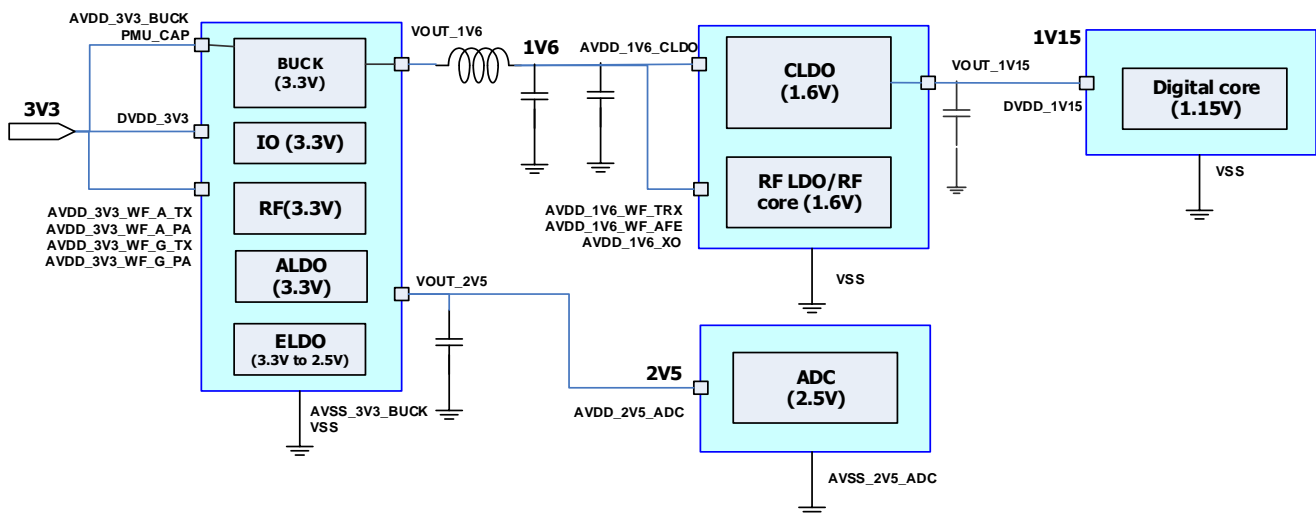 AVDD_3V3_BUCK
PMU_CAP
3V3
DVDD_3V3
AVDD_3V3_WF_A_TX
AVDD_3V3_WF_A_PA
AVDD_3V3_WF_G_TX
AVDD_3V3_WF_G_PA
BUCK
(3.3V)
IO (3.3V)
RF(3.3V)
ALDO
(3.3V)
ELDO
(3.3V to 2.5V)
AVSS_3V3_BUCK
VSS
VOUT_1V6
1V6
AVDD_1V6_CLDO
CLDO
(1.6V)
RF LDO/RF
core (1.6V)
AVDD_1V6_WF_TRX
AVDD_1V6_WF_AFE
AVDD_1V6_XO
VSS
VOUT_1V15
1V15
DVDD_1V15
Digital core
(1.15V)
VSS
VOUT_2V5
2V5
AVDD_2V5_ADC
ADC
(2.5V)
AVSS_2V5_ADC